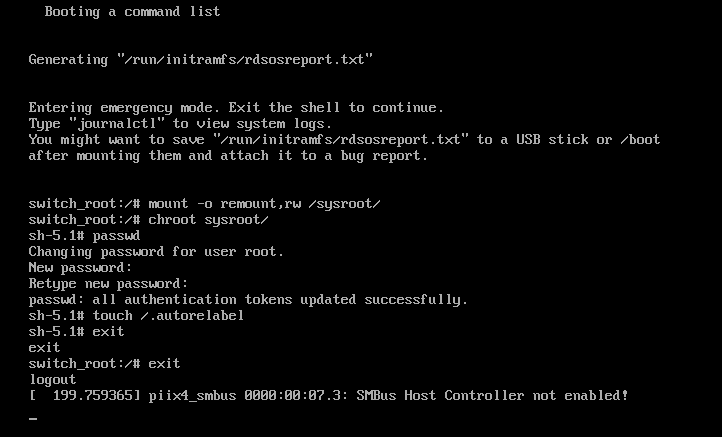 Booting a command list
Generating "/run/initramfs/rdsosreport.txt"
Entering emergency mode. Exit the shell to continue.
Type "journalctl" to view system logs.
You might want to save "/run/initramfs/rdsosreport.txt" to a USB stick or /boot
after mounting them and attach it to a bug report.
switch_root:/# mount -o remount,rw /sysroot/
switch_root:/# chroot sysroot/
sh-5.1# passwd
Changing password for user root.
New password:
Retype new password:
passwd: all authentication tokens updated successfully.
sh-5.1# touch /.autorelabel
sh-5.1# exit
exit
switch_root:/# exit
logout
[  199.759365] piix4_smbus 0000:00:07.3: SMBus Host Controller not enabled!
_